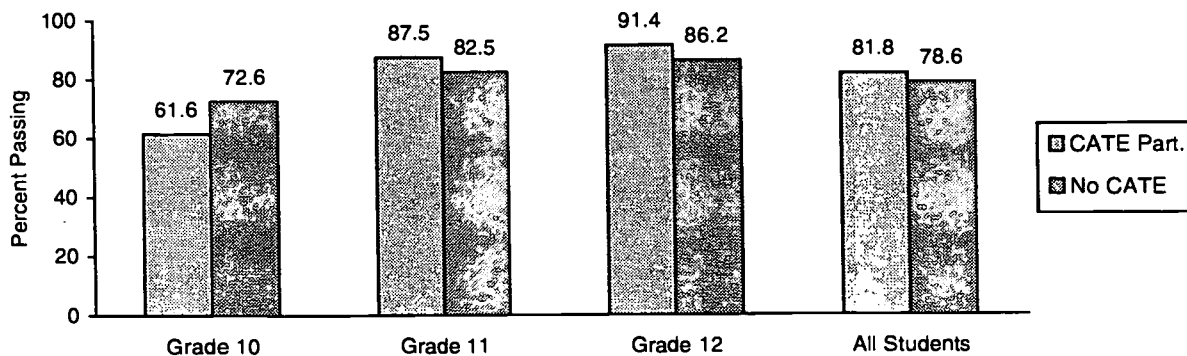 100
80
60
40
20
0
Percent Passing
61.6
72.6
87.5
82.5
91.4
86.2
81.8
78.6
Grade 10
Grade 11
Grade 12
All Students
CATE Part.
No CATE